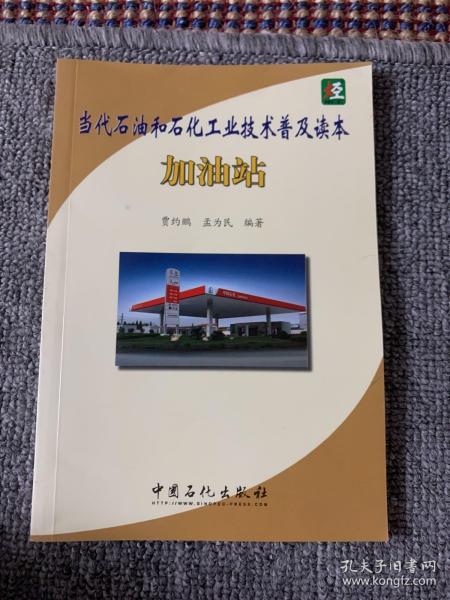 当代石油和石化工业技术普及读本
加油站
贾约鹏 孟为民 编著
中国石化出版社
HTTP://WWW.SINOPEC-PRESS.COM
孔夫子旧书网
www.kongfz.com